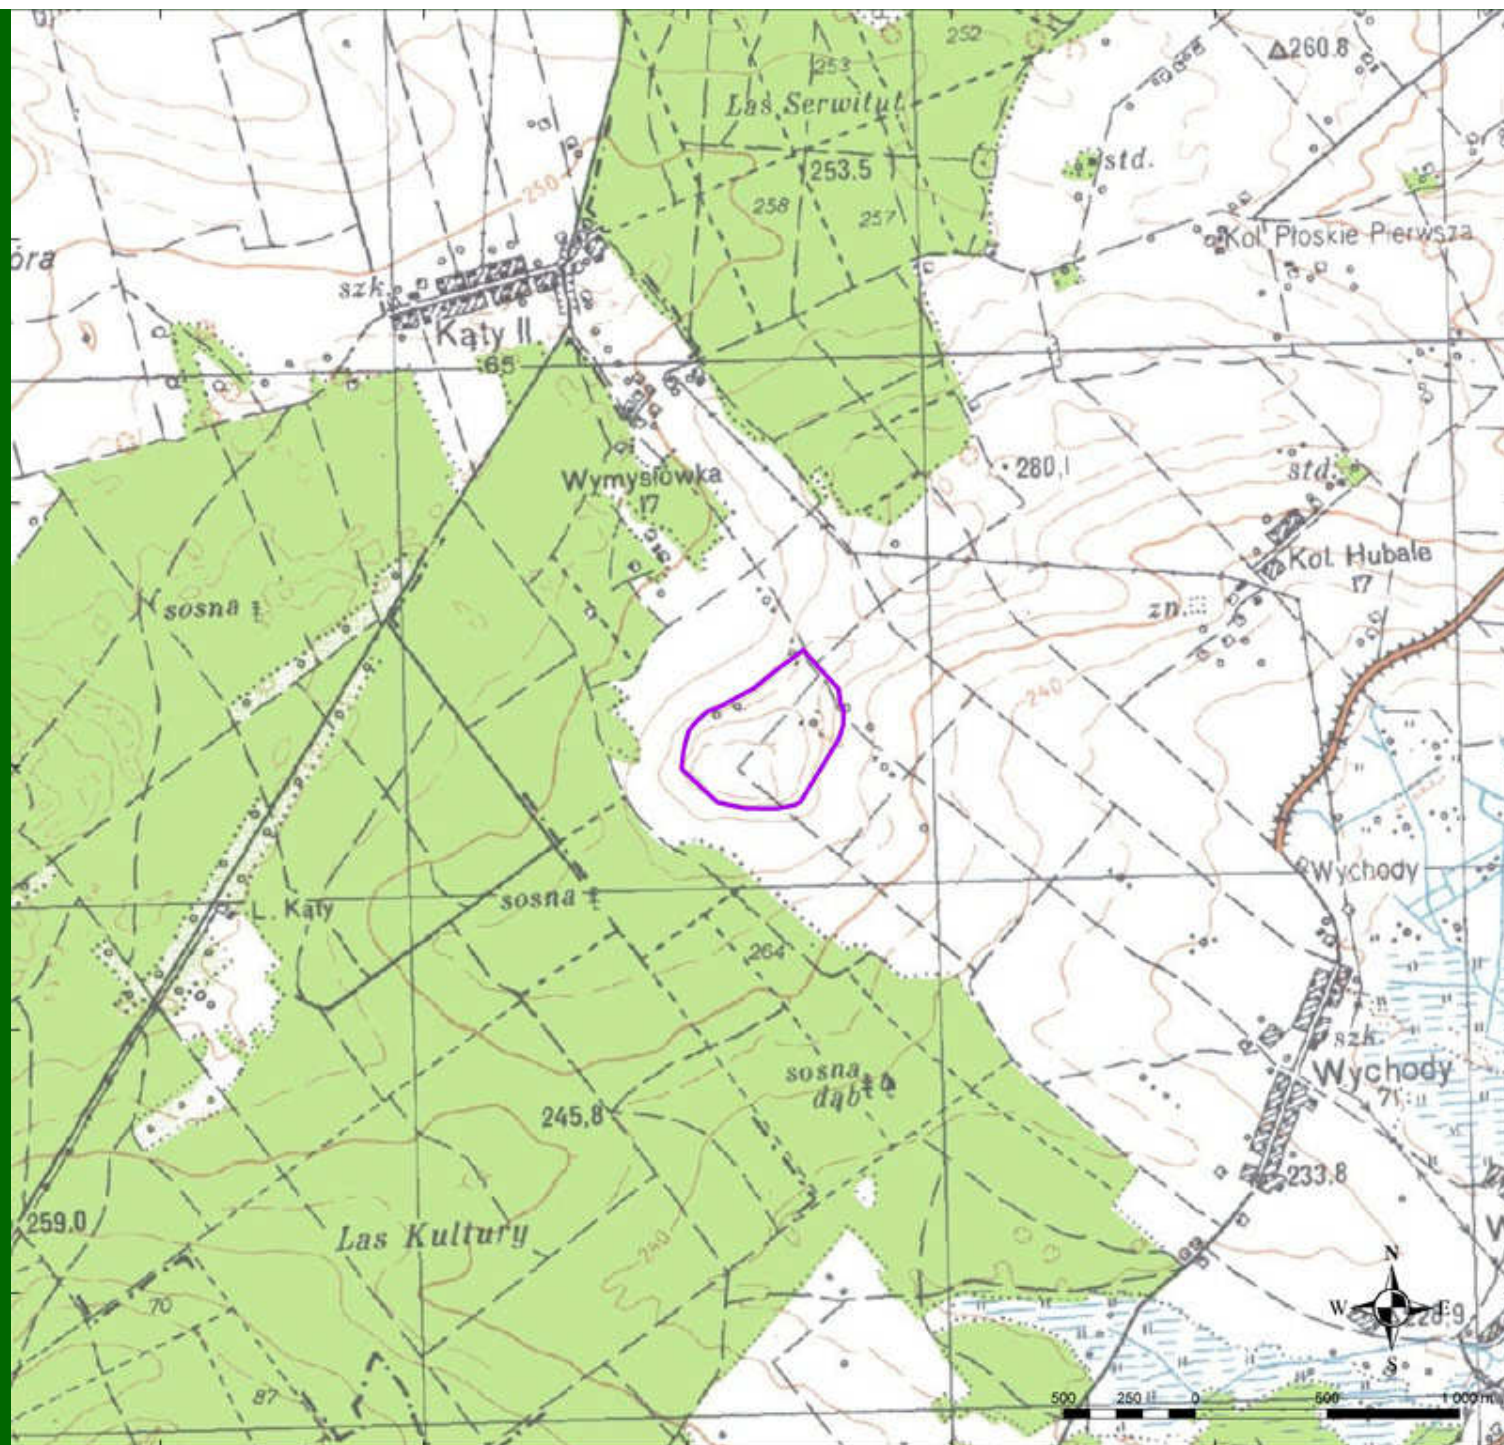 252
260.8
253
Las Serwitut
std.
253.5
250
258
257
Kol. Płoskie Pierwsza
óra
szk.
Kąty II
65
280,1
std.
Wymysłówka
17
Kol. Hubale
17
sosna
zn.
240
Wychody
L. Kąty
sosna
264
szk.
sosna
dąb
Wychody
71
245,8
233,8
259.0
Las Kultury
240
N
70
W
E
228,9
S
87
500
250
0
500
1 000 m